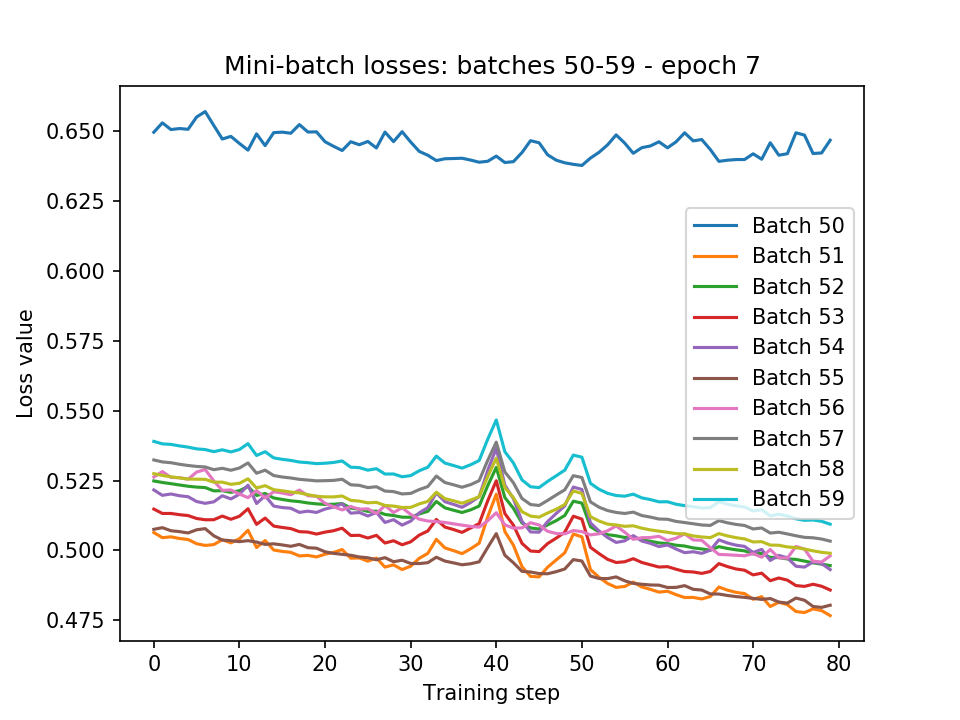 Mini-batch losses: batches 50-59 - epoch 7
Loss value
0.650
0.625
0.600
0.575
0.550
0.525
0.500
0.475
Batch 50
Batch 51
Batch 52
Batch 53
Batch 54
Batch 55
Batch 56
Batch 57
Batch 58
Batch 59
0 10 20 30 40 50 60 70 80
Training step